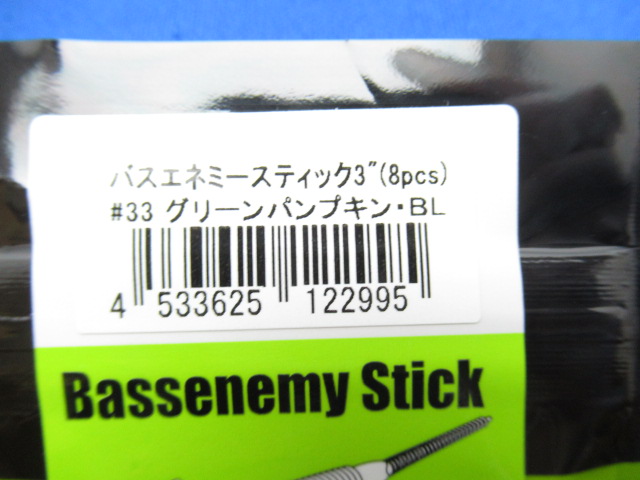 バスエネミースティック3"(8pcs)
#33 グリーンパンプキン・BL
4 533625 122995
Bassenemy Stick